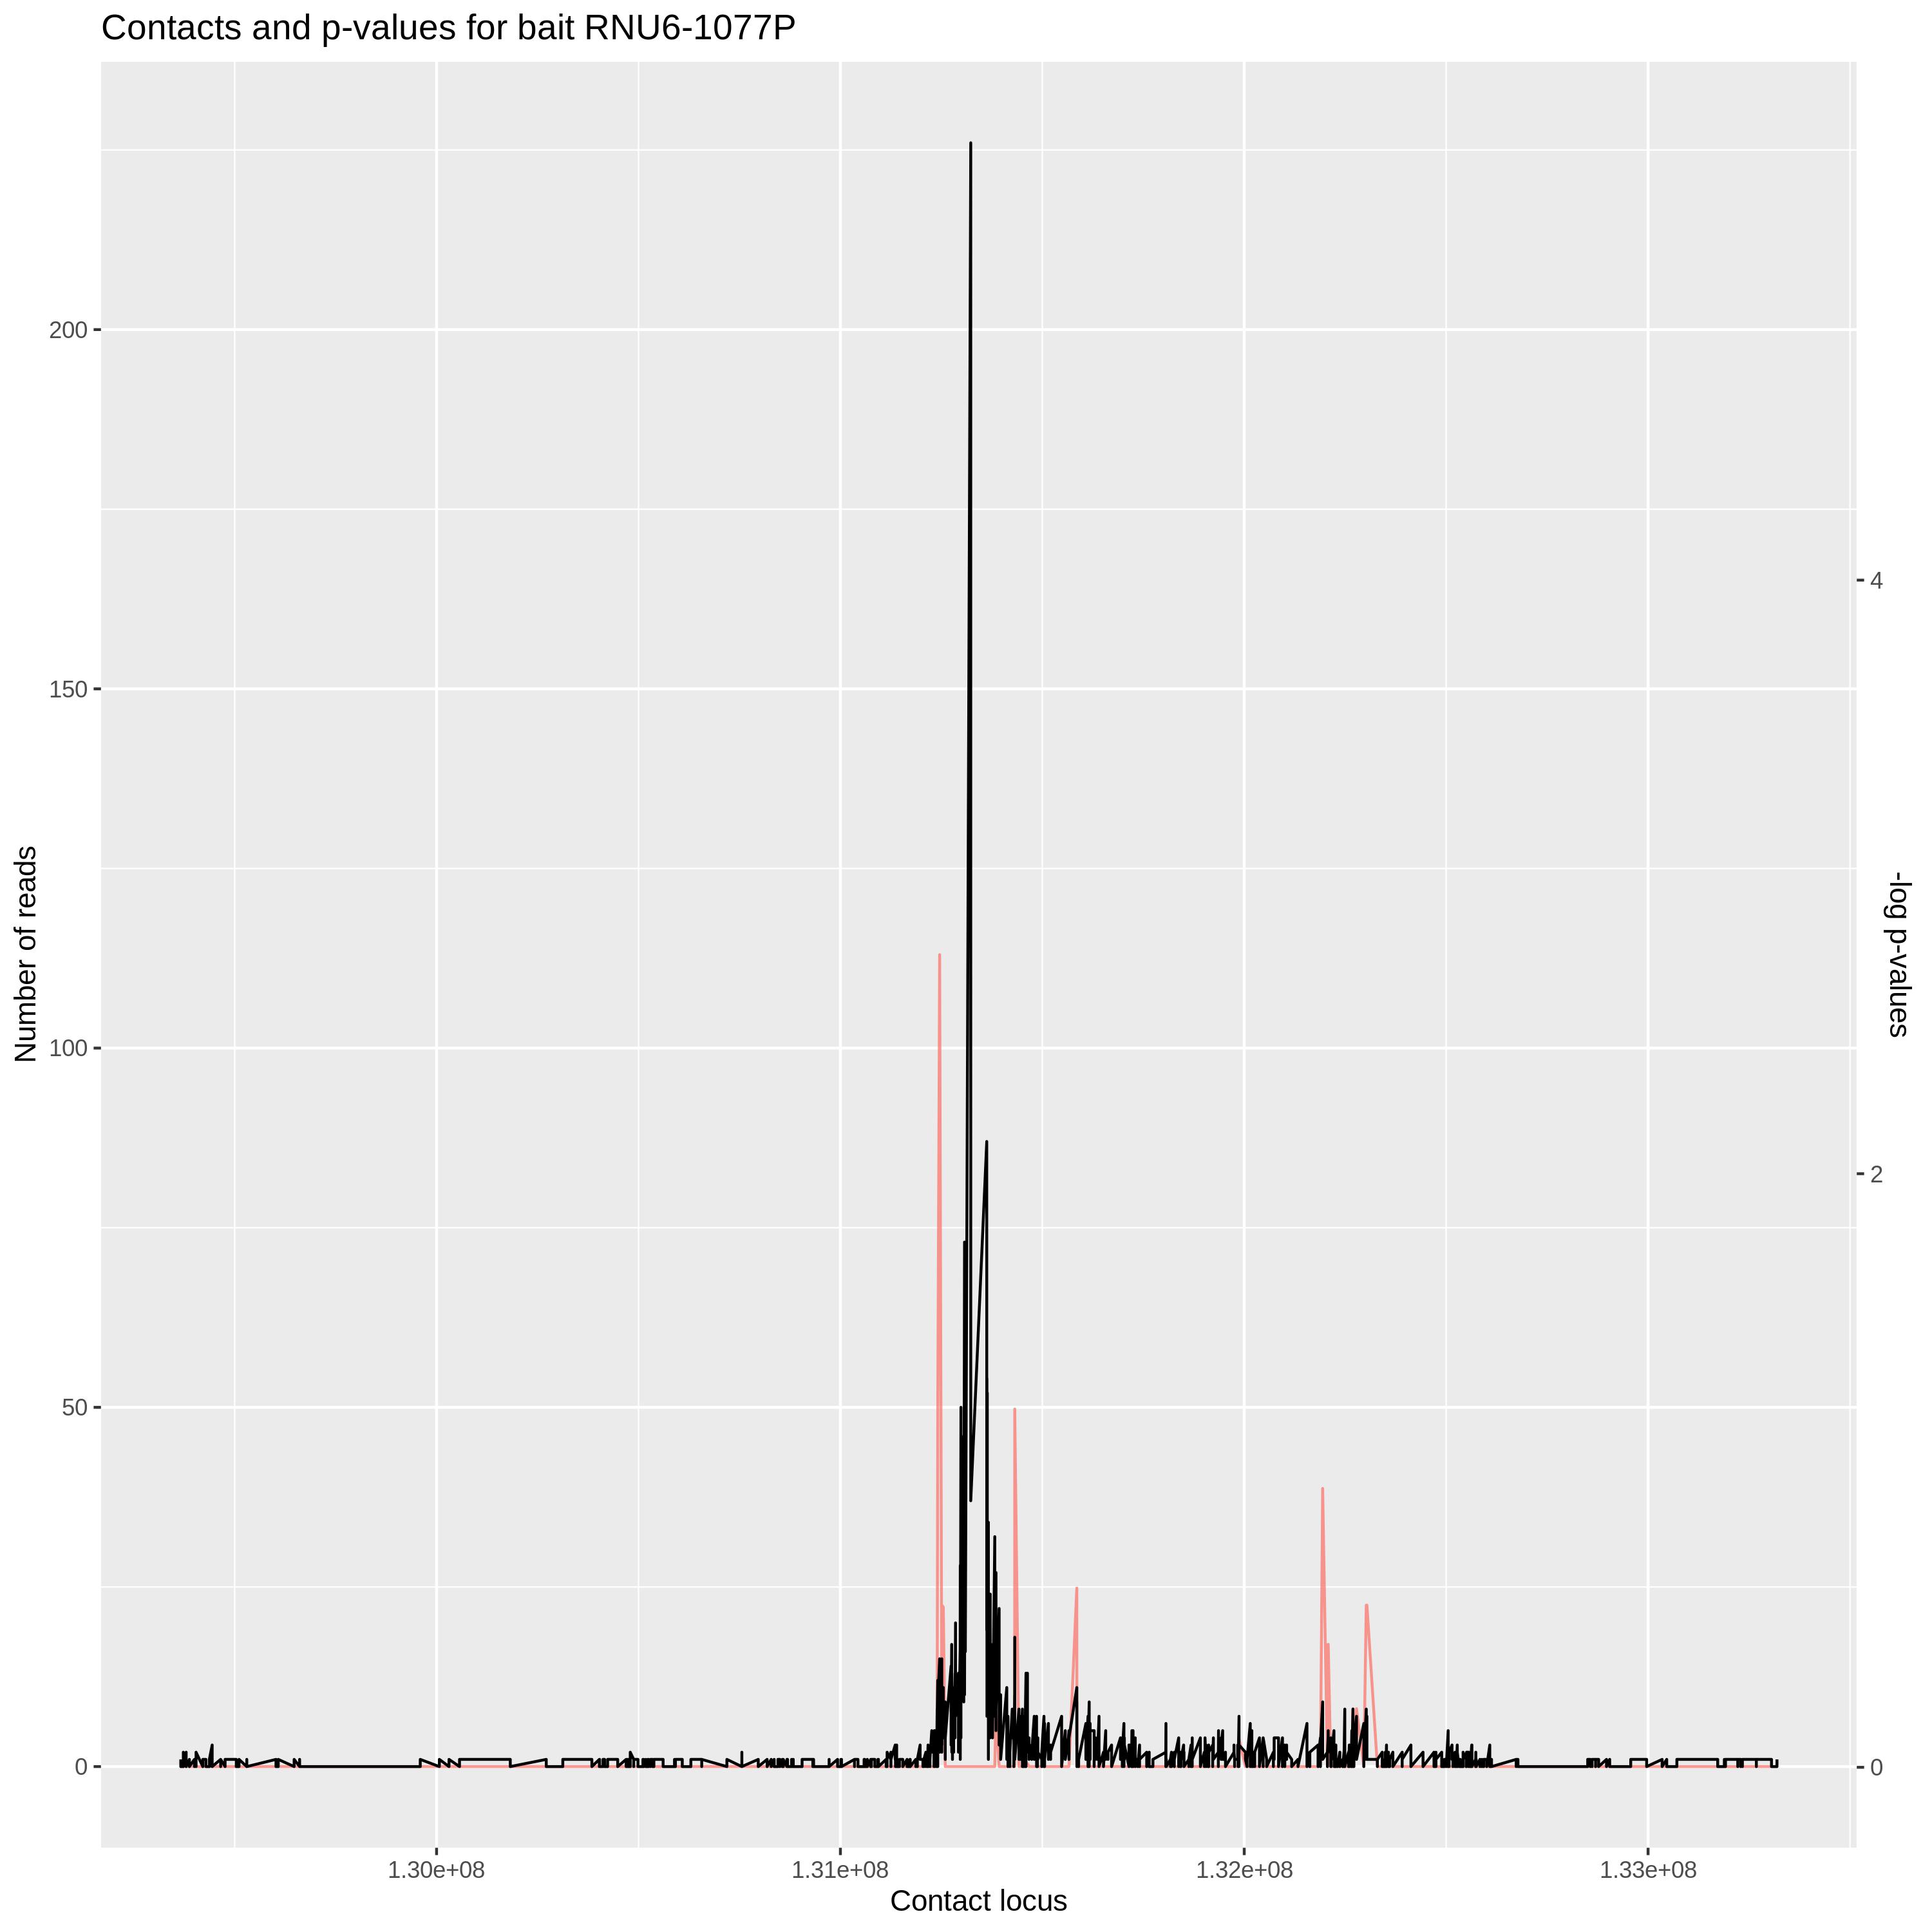 Contacts and p-values for bait RNU6-1077P
200
150
100
50
0
Number of reads
4
2
0
-log p-values
1.30e+08
1.31e+08
1.32e+08
1.33e+08
Contact locus